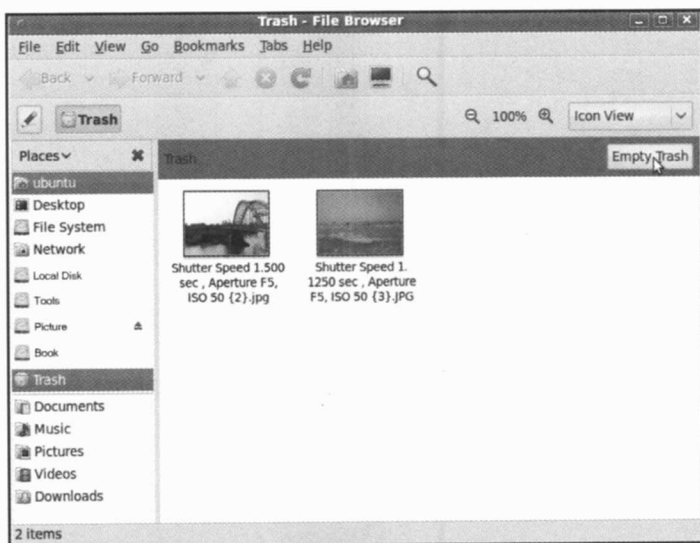 Trash - File Browser
File Edit View Go Bookmarks Tabs Help
Back Forward
Trash 100% Icon View
Places
Trash
Empty Trash
ubuntu
Desktop
File System
Network
Local Disk
Tools
Picture
Book
Trash
Documents
Music
Pictures
Videos
Downloads
Shutter Speed 1.500
sec , Aperture F5,
ISO 50 {2}.jpg
Shutter Speed 1.
1250 sec , Aperture
F5, ISO 50 {3}.JPG
2 items